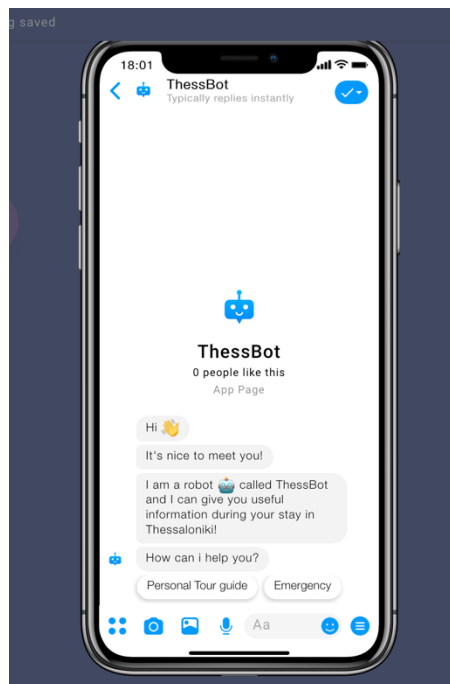 g saved
18:01
ThessBot
Typically replies instantly
ThessBot
0 people like this
App Page
Hi 👋
It's nice to meet you!
I am a robot 🤖 called ThessBot
and I can give you useful
information during your stay in
Thessaloniki!
How can i help you?
Personal Tour guide Emergency
Aa